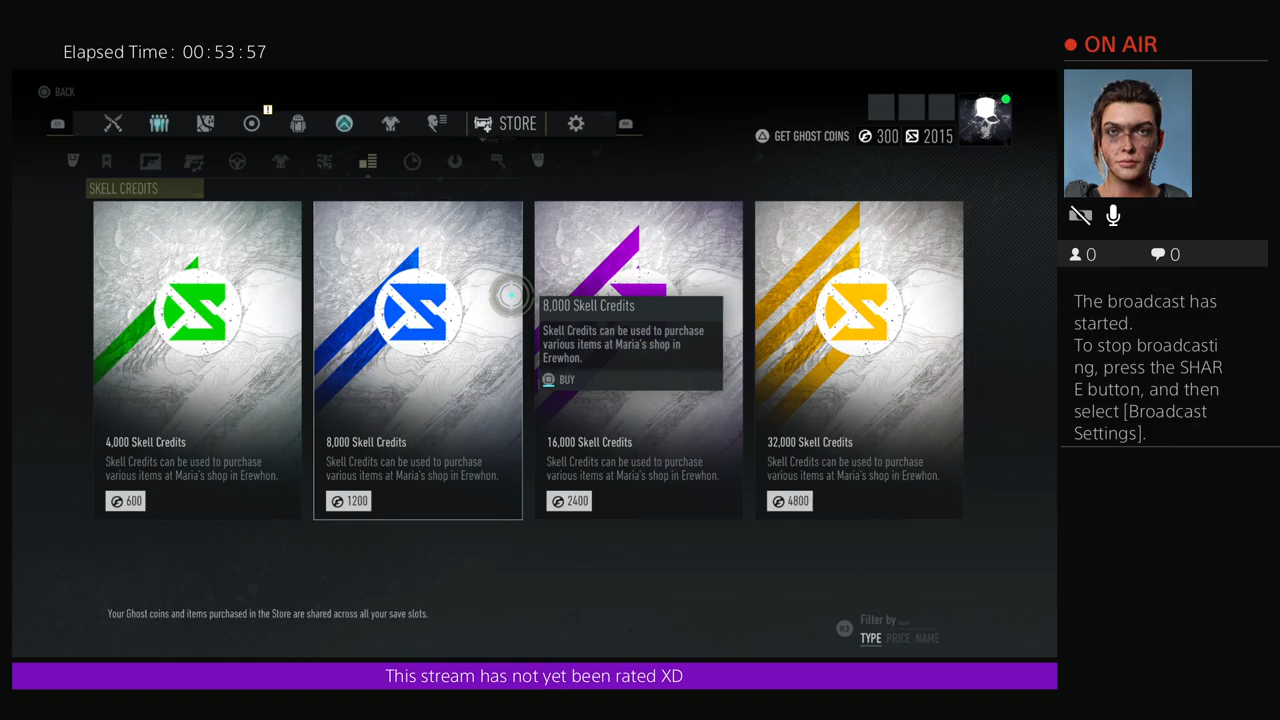 Elapsed Time: 00:53:57
ON AIR
BACK
!
STORE
GET GHOST COINS 300 2015
SKELL CREDITS
0 0
8,000 Skell Credits
Skell Credits can be used to purchase
various items at Maria's shop in
Erewhon.
BUY
4,000 Skell Credits
Skell Credits can be used to purchase
various items at Maria's shop in Erewhon.
600
8,000 Skell Credits
Skell Credits can be used to purchase
various items at Maria's shop in Erewhon.
1200
16,000 Skell Credits
Skell Credits can be used to purchase
various items at Maria's shop in Erewhon.
2400
32,000 Skell Credits
Skell Credits can be used to purchase
various items at Maria's shop in Erewhon.
4800
The broadcast has
started.
To stop broadcasti
ng, press the SHAR
E button, and then
select [Broadcast
Settings].
Your Ghost coins and items purchased in the Store are shared across all your save slots.
R3 Filter by
TYPE PRICE NAME
This stream has not yet been rated XD